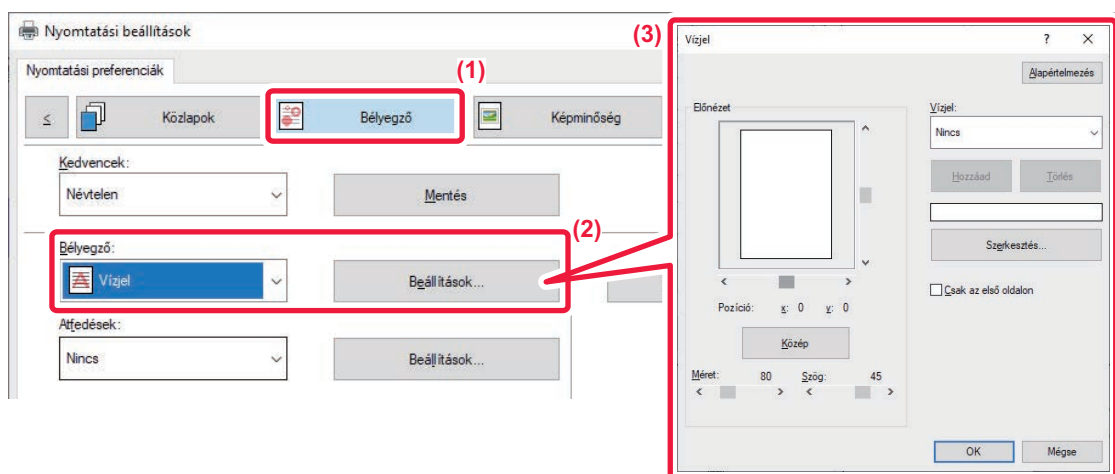 Nyomtatási beállítások
Nyomtatási preferenciák
(1)
< Közlapok Bélyegző Képminőség
Kedvencek:
Névtelen Mentés
(2)
Bélyegző:
Vízjel Beállítások...
Átfedések:
Nincs Beállítások...
(3)
Vízjel ? X
Alapértelmezés
Előnézet
Vízjel:
Nincs
Hozzáad Törlés
Szerkesztés...
Csak az első oldalon
Pozíció: x: 0 y: 0
Közép
Méret: 80 Szög: 45
< > < >
OK Mégse